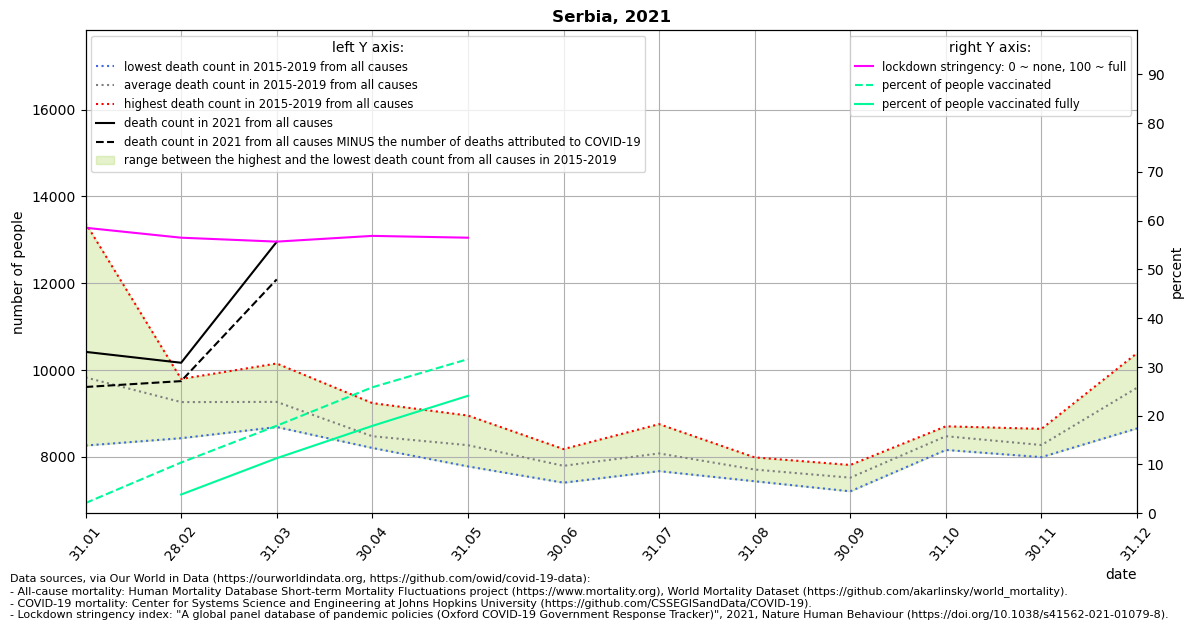 Serbia, 2021
left Y axis:
lowest death count in 2015-2019 from all causes
average death count in 2015-2019 from all causes
highest death count in 2015-2019 from all causes
death count in 2021 from all causes
death count in 2021 from all causes MINUS the number of deaths attributed to COVID-19
range between the highest and the lowest death count from all causes in 2015-2019
right Y axis:
lockdown stringency: 0 ~ none, 100 ~ full
percent of people vaccinated
percent of people vaccinated fully
number of people
16000
14000
12000
10000
8000
90
80
70
60
50
40
30
20
10
0
percent
31.01
28.02
31.03
30.04
31.05
30.06
31.07
31.08
30.09
31.10
30.11
31.12
date
Data sources, via Our World in Data (https://ourworldindata.org, https://github.com/owid/covid-19-data):
- All-cause mortality: Human Mortality Database Short-term Mortality Fluctuations project (https://www.mortality.org), World Mortality Dataset (https://github.com/akarlinsky/world_mortality).
- COVID-19 mortality: Center for Systems Science and Engineering at Johns Hopkins University (https://github.com/CSSEGISandData/COVID-19).
- Lockdown stringency index: "A global panel database of pandemic policies (Oxford COVID-19 Government Response Tracker)", 2021, Nature Human Behaviour (https://doi.org/10.1038/s41562-021-01079-8).